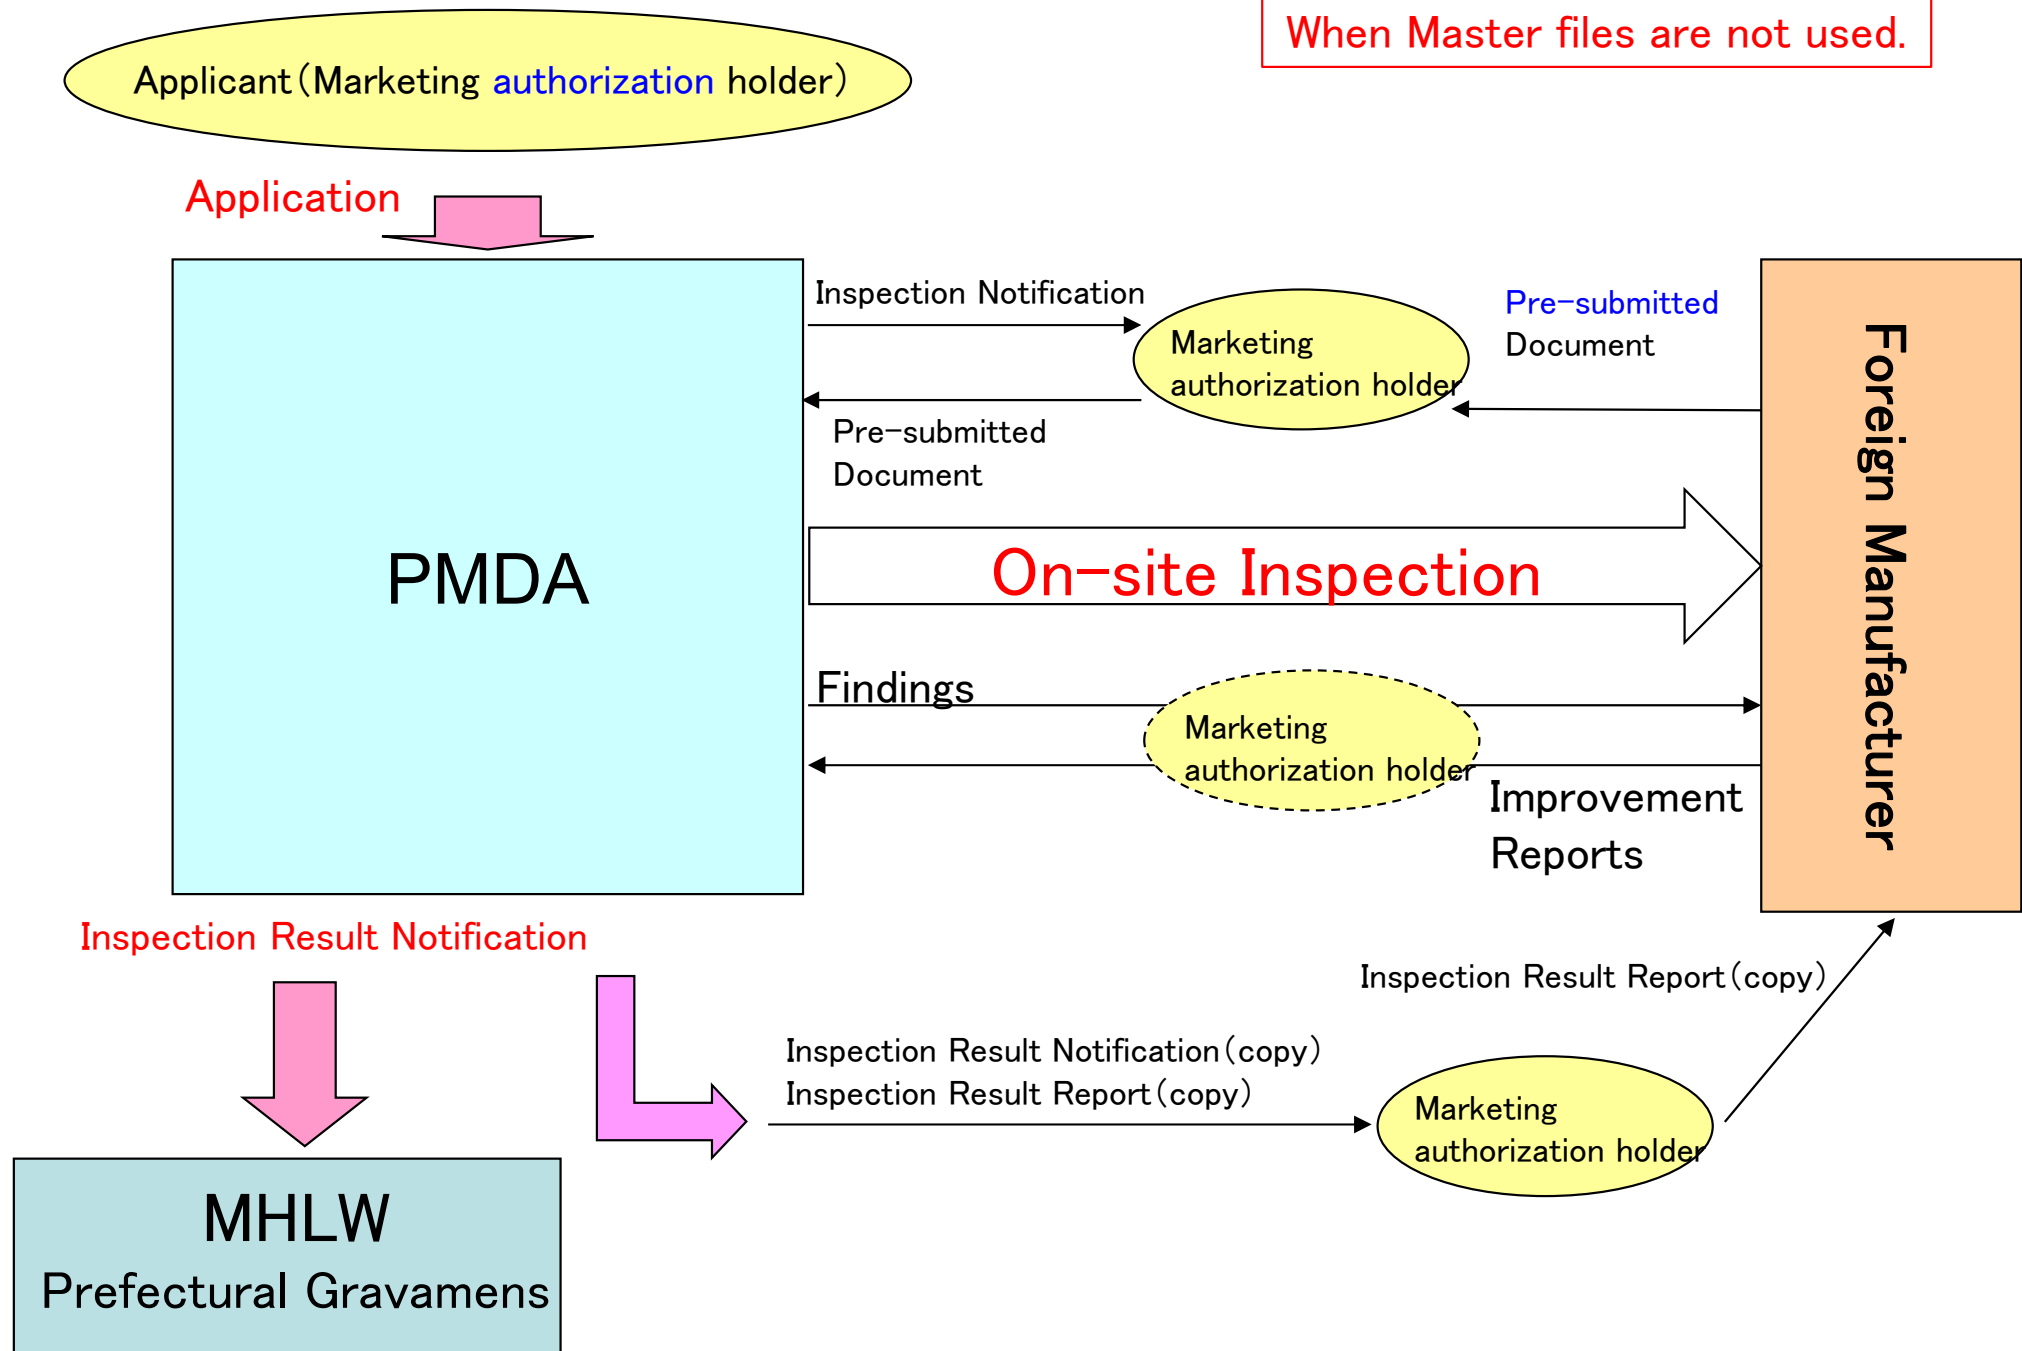 When Master files are not used.
Applicant（Marketing authorization holder）
Application
Inspection Notification
Marketing
authorization holder
Pre-submitted
Document
Pre-submitted
Document
PMDA
On-site Inspection
Foreign Manufacturer
Findings
Marketing
authorization holder
Improvement
Reports
Inspection Result Notification
Inspection Result Report（copy）
Inspection Result Notification（copy）
Inspection Result Report（copy）
Marketing
authorization holder
MHLW
Prefectural Gravamens